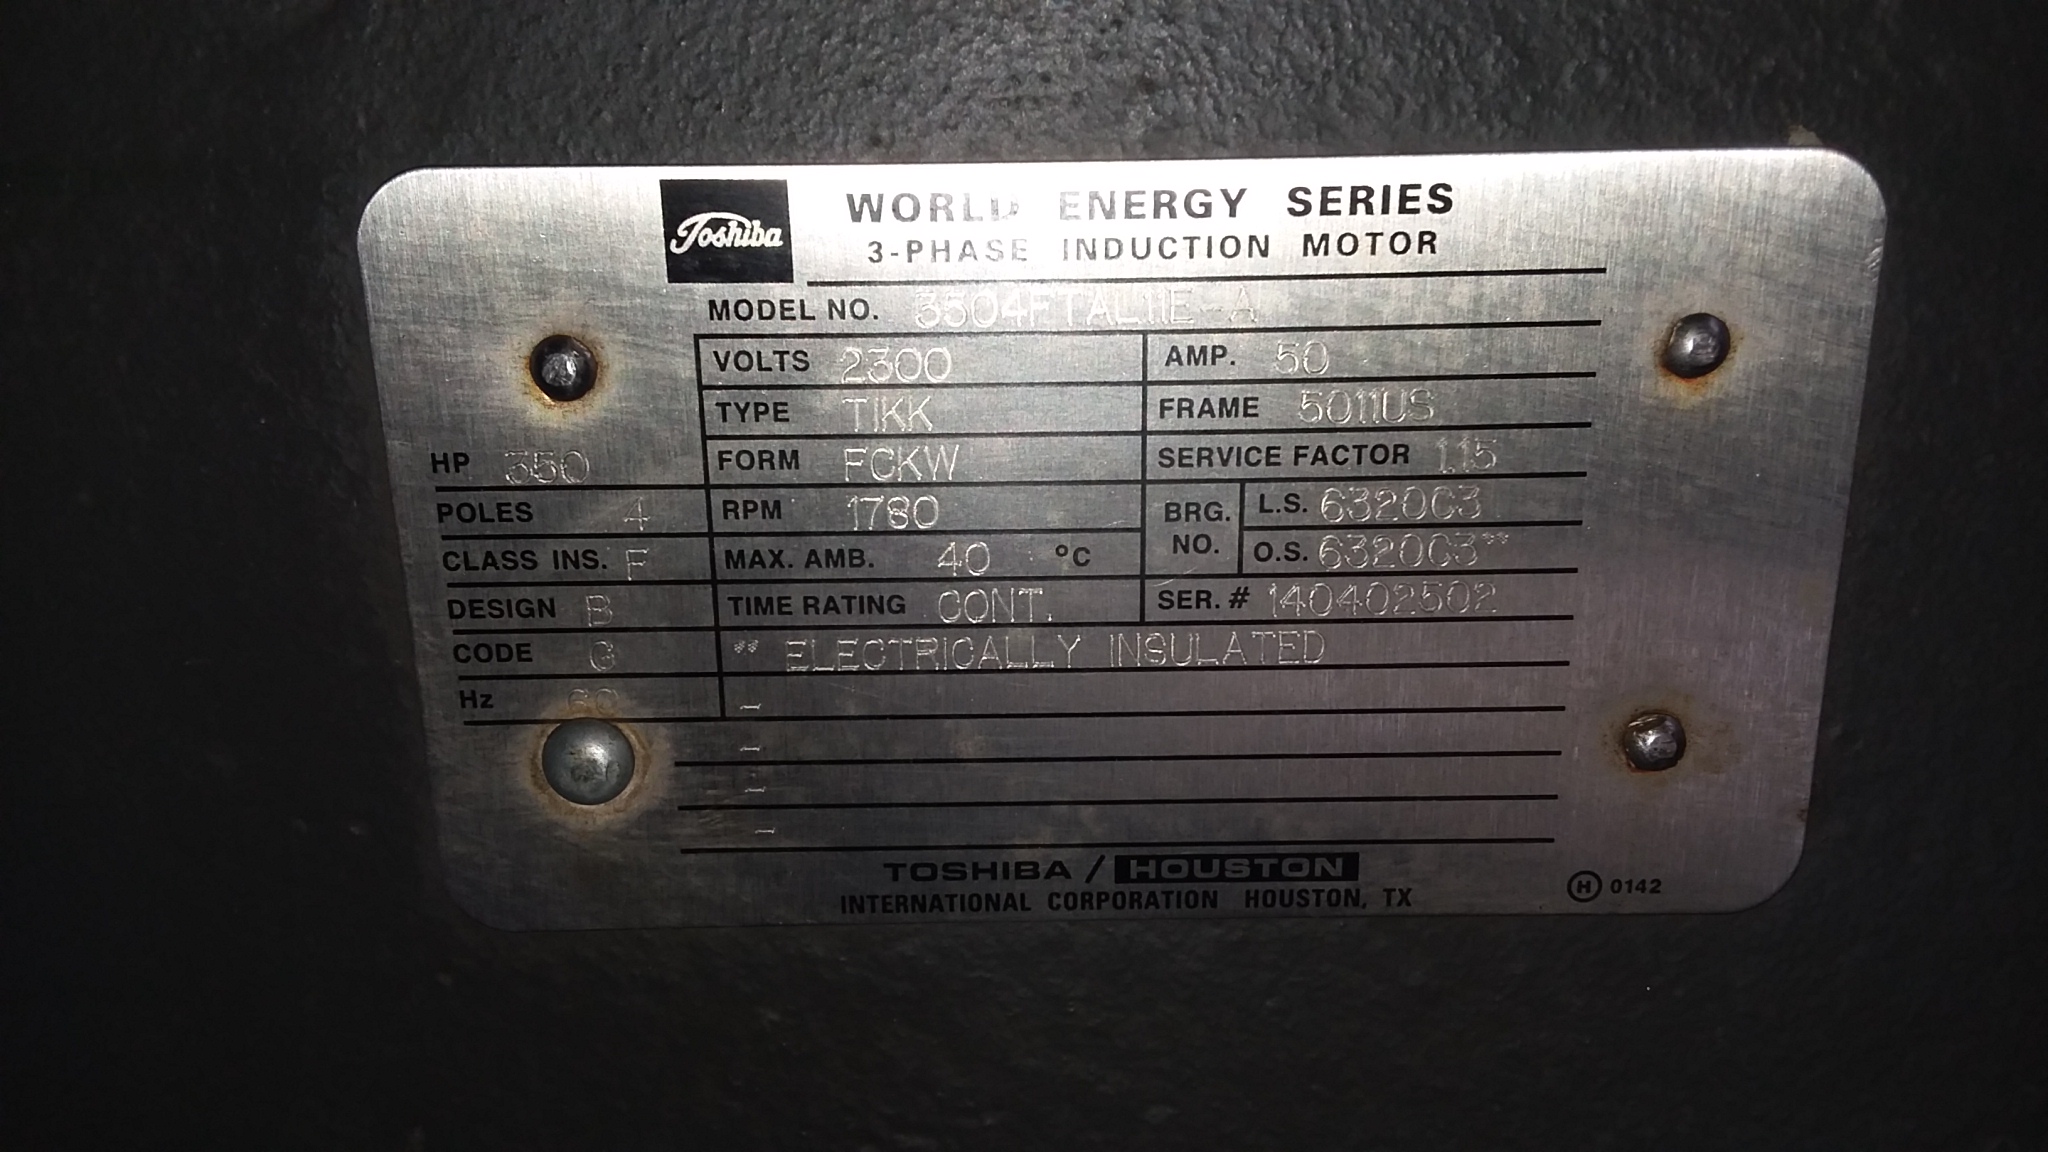 Toshiba
WORLD ENERGY SERIES
3-PHASE INDUCTION MOTOR
MODEL NO. 3504FTAL11E-A
VOLTS 2300 AMP. 50
TYPE TIKK FRAME 5011US
HP 350 FORM FCKW SERVICE FACTOR 1.15
POLES 4 RPM 1780 BRG. NO. L.S. 6320C3
CLASS INS. F MAX. AMB. 40 °C O.S. 6320C3**
DESIGN B TIME RATING CONT. SER. # 140402502
CODE G ** ELECTRICALLY INSULATED
Hz 60 –
–
–
–
TOSHIBA / HOUSTON
INTERNATIONAL CORPORATION HOUSTON, TX
H 0142